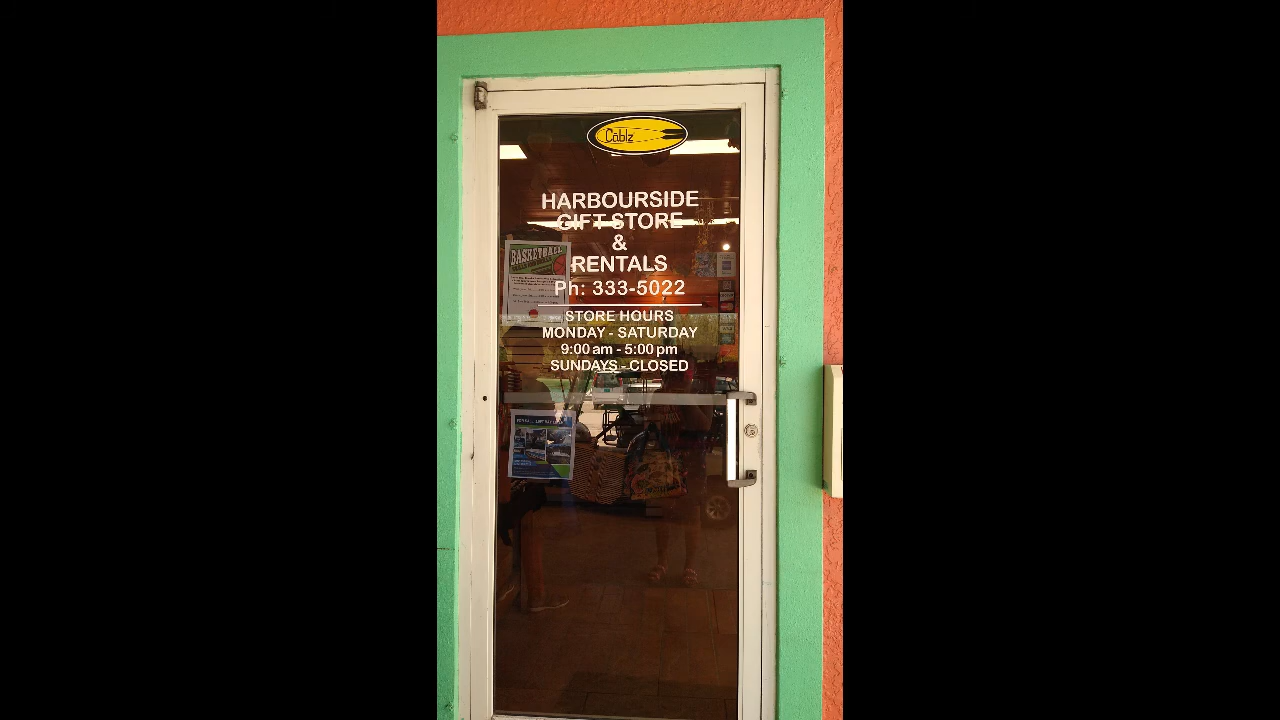 Cablz
HARBOURSIDE
GIFT STORE
&
RENTALS
Ph: 333-5022
STORE HOURS
MONDAY - SATURDAY
9:00 am - 5:00 pm
SUNDAYS - CLOSED
BASKETBALL